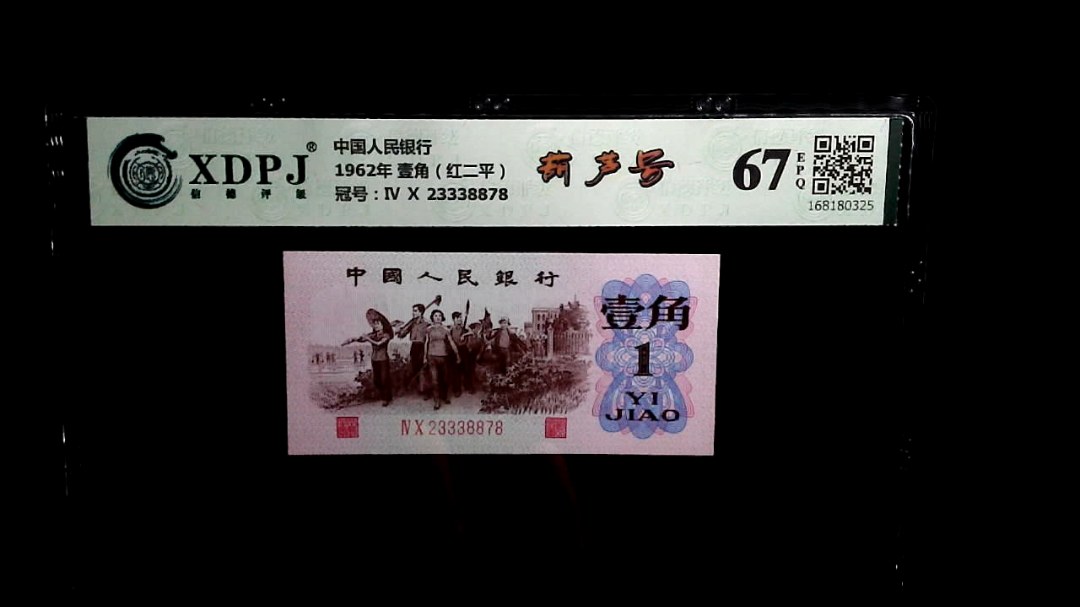 XDPJ®
信德评级
中国人民银行
1962年 壹角（红二平）
冠号：Ⅳ Ⅹ 23338878
葫芦号
67
EPQ
168180325
中國人民銀行
壹角
1
YI
JIAO
ⅣⅩ23338878